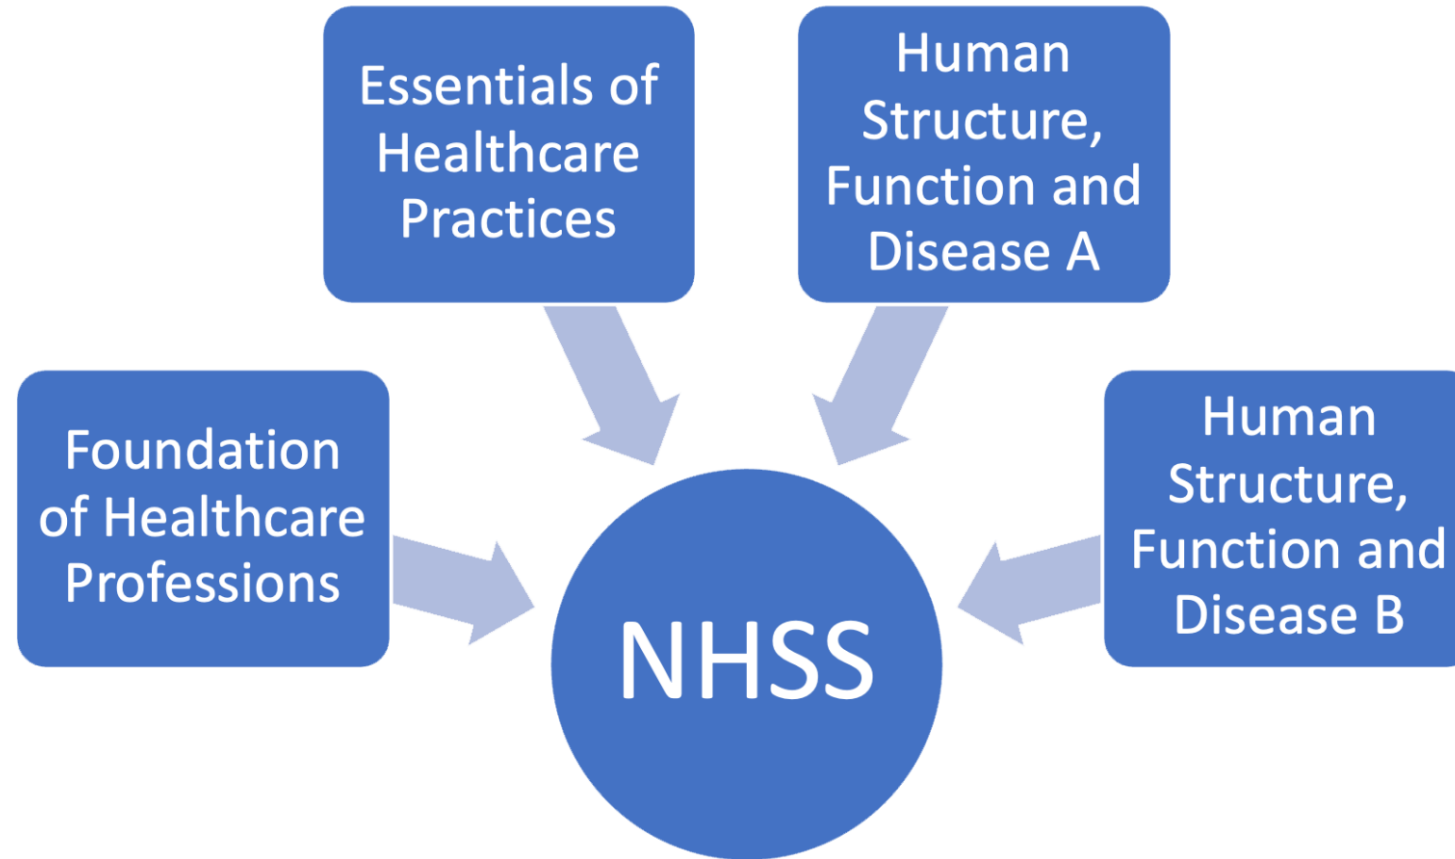 Essentials of
Healthcare
Practices
Human
Structure,
Function and
Disease A
Foundation
of Healthcare
Professions
Human
Structure,
Function and
Disease B
NHSS